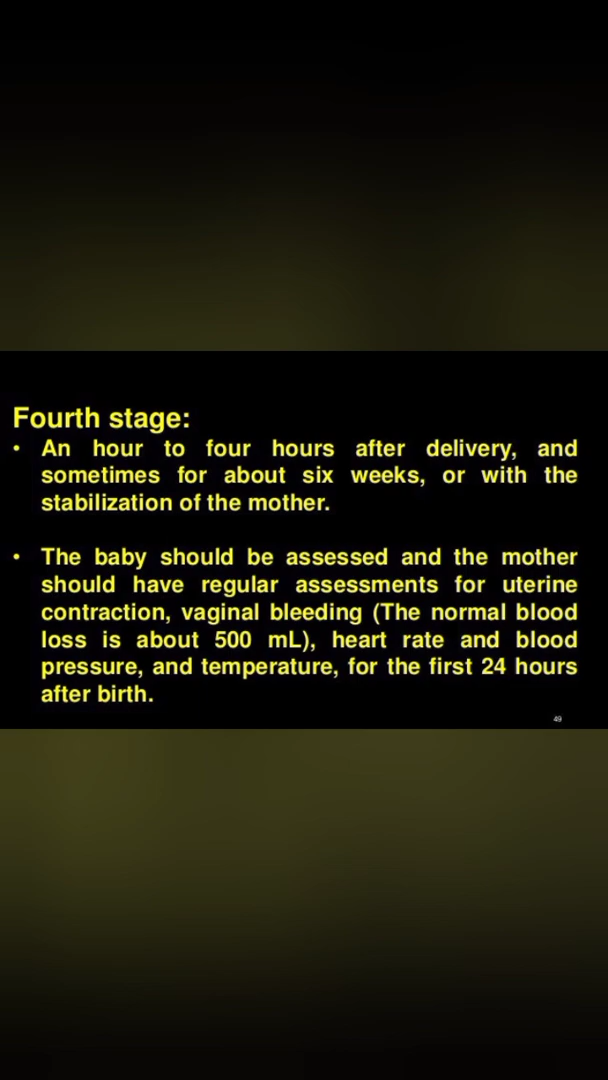 Fourth stage:
• An hour to four hours after delivery, and
sometimes for about six weeks, or with the
stabilization of the mother.
• The baby should be assessed and the mother
should have regular assessments for uterine
contraction, vaginal bleeding (The normal blood
loss is about 500 mL), heart rate and blood
pressure, and temperature, for the first 24 hours
after birth.
49